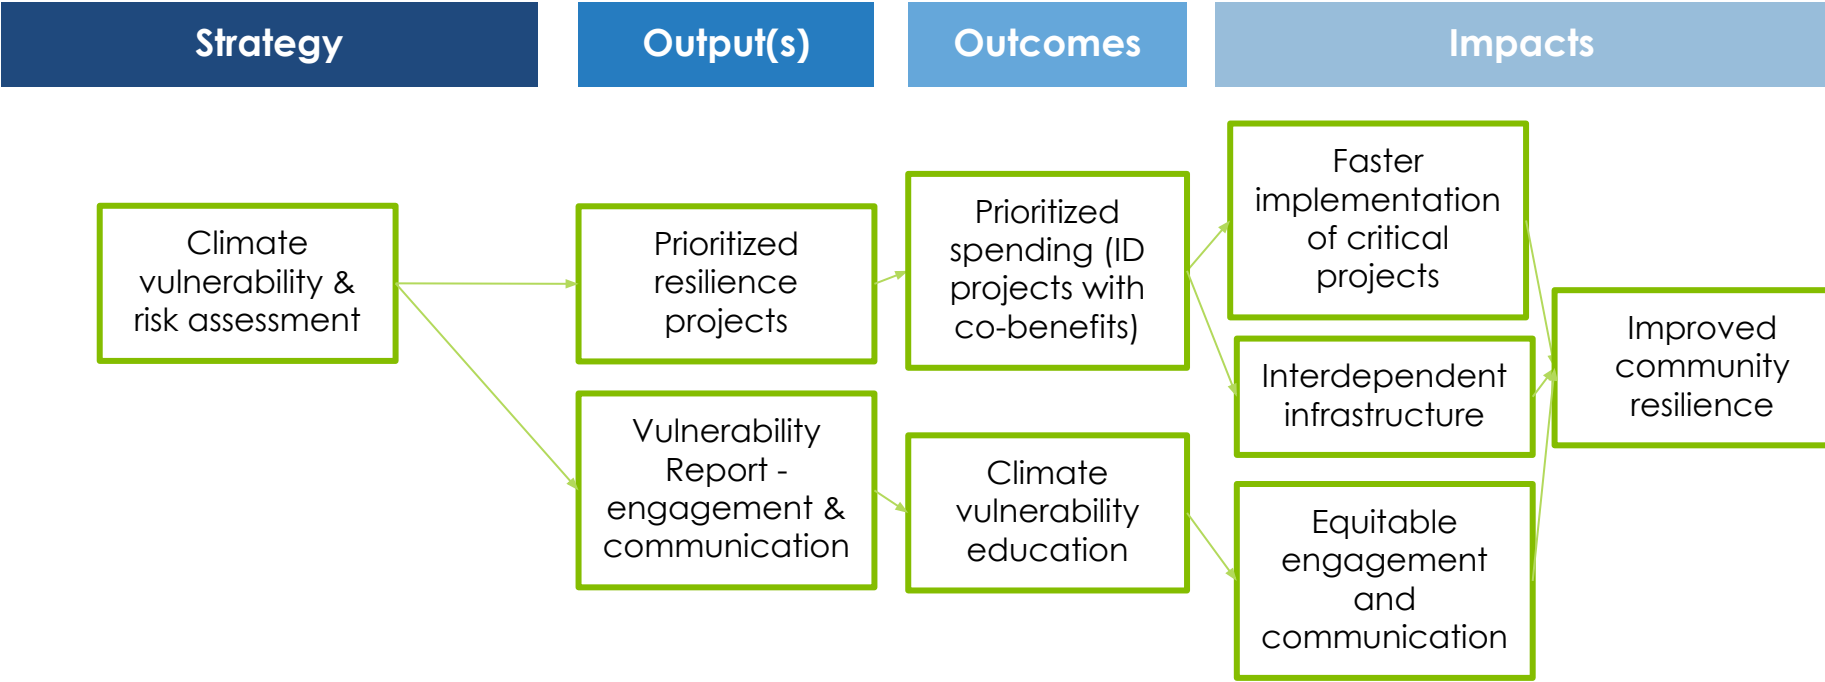 Strategy
Output(s)
Outcomes
Impacts
Climate
vulnerability &
risk assessment
Prioritized
resilience
projects
Vulnerability
Report -
engagement &
communication
Prioritized
spending (ID
projects with
co-benefits)
Climate
vulnerability
education
Faster
implementation
of critical
projects
Interdependent
infrastructure
Equitable
engagement
and
communication
Improved
community
resilience